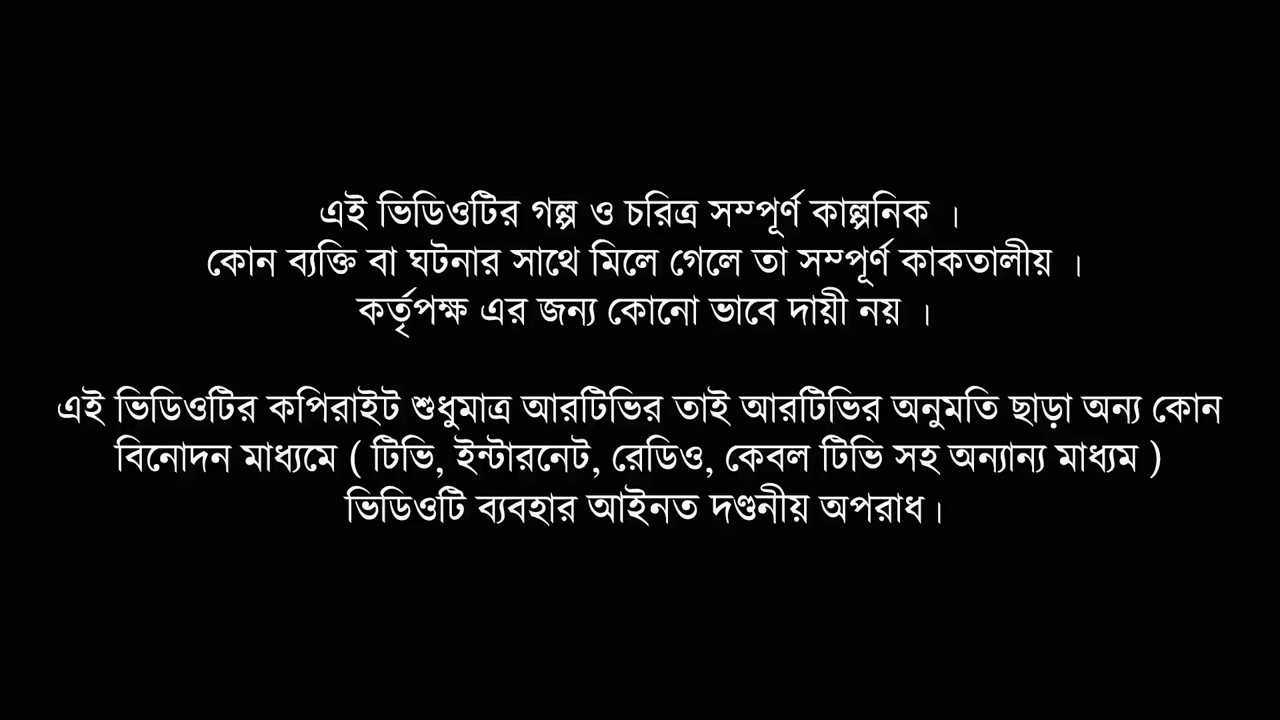 এই ভিডিওটির গল্প ও চরিত্র সম্পূর্ণ কাল্পনিক ।
কোন ব্যক্তি বা ঘটনার সাথে মিলে গেলে তা সম্পূর্ণ কাকতালীয় ।
কর্তৃপক্ষ এর জন্য কোনো ভাবে দায়ী নয় ।
এই ভিডিওটির কপিরাইট শুধুমাত্র আরটিভির তাই আরটিভির অনুমতি ছাড়া অন্য কোন
বিনোদন মাধ্যমে ( টিভি, ইন্টারনেট, রেডিও, কেবল টিভি সহ অন্যান্য মাধ্যম )
ভিডিওটি ব্যবহার আইনত দণ্ডনীয় অপরাধ।